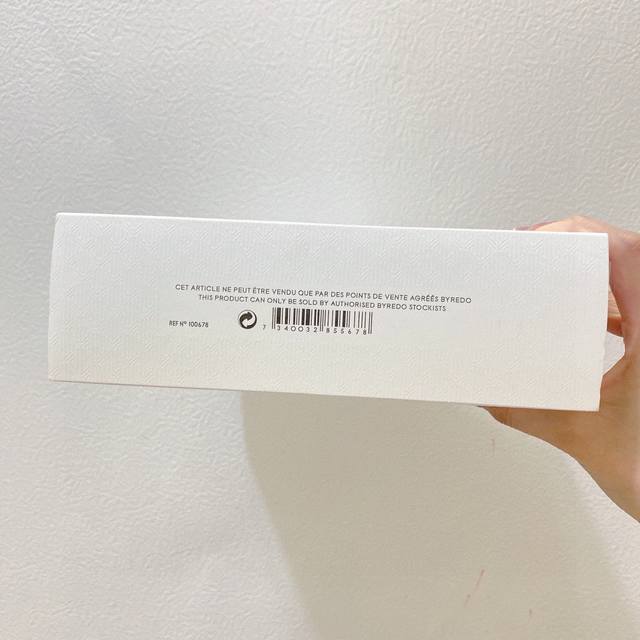 CET ARTICLE NE PEUT ÊTRE VENDU QUE PAR DES POINTS DE VENTE AGRÉÉS BYREDO
THIS PRODUCT CAN ONLY BE SOLD BY AUTHORISED BYREDO STOCKISTS
REF Nº 100678
7 340032 855678